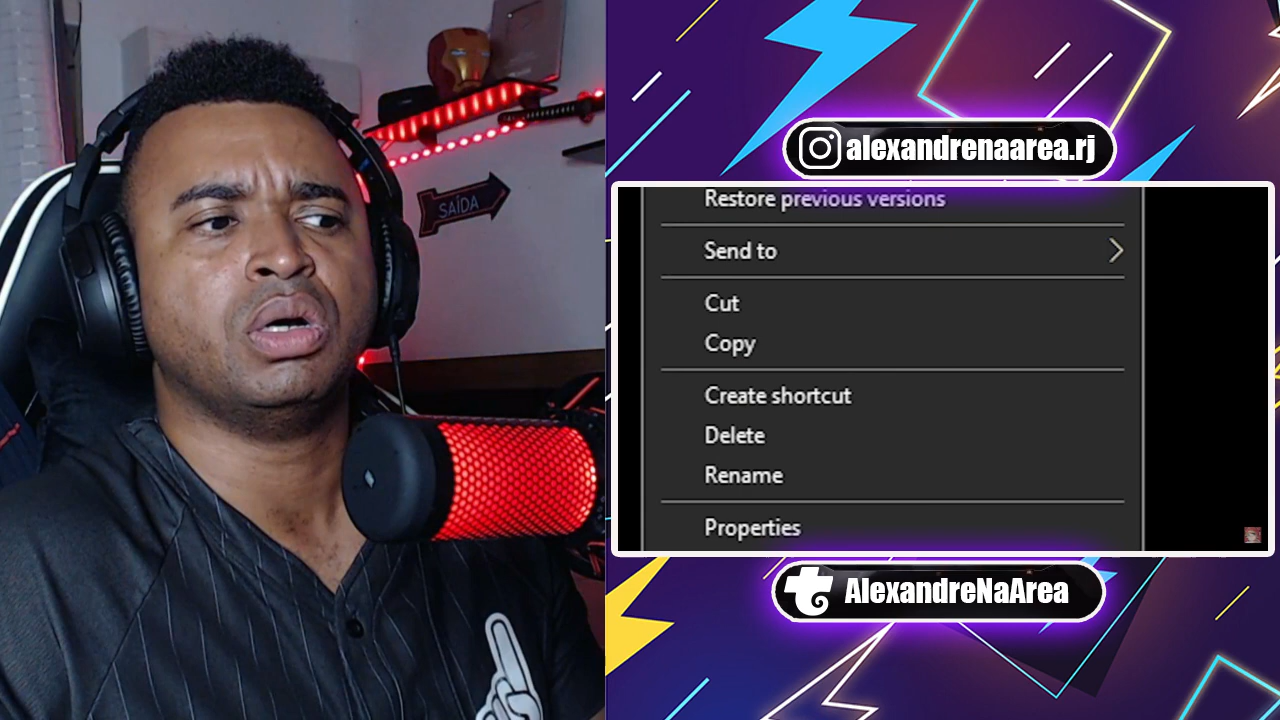 SAÍDA
alexandrenaarea.rj
Restore previous versions
Send to
Cut
Copy
Create shortcut
Delete
Rename
Properties
AlexandreNaArea